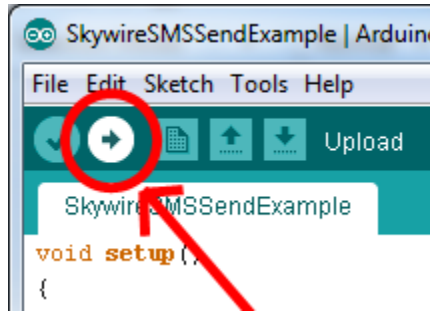 SkywireSMSSendExample | Arduin
File Edit Sketch Tools Help
Upload
SkywireSMSSendExample
void setup()
{